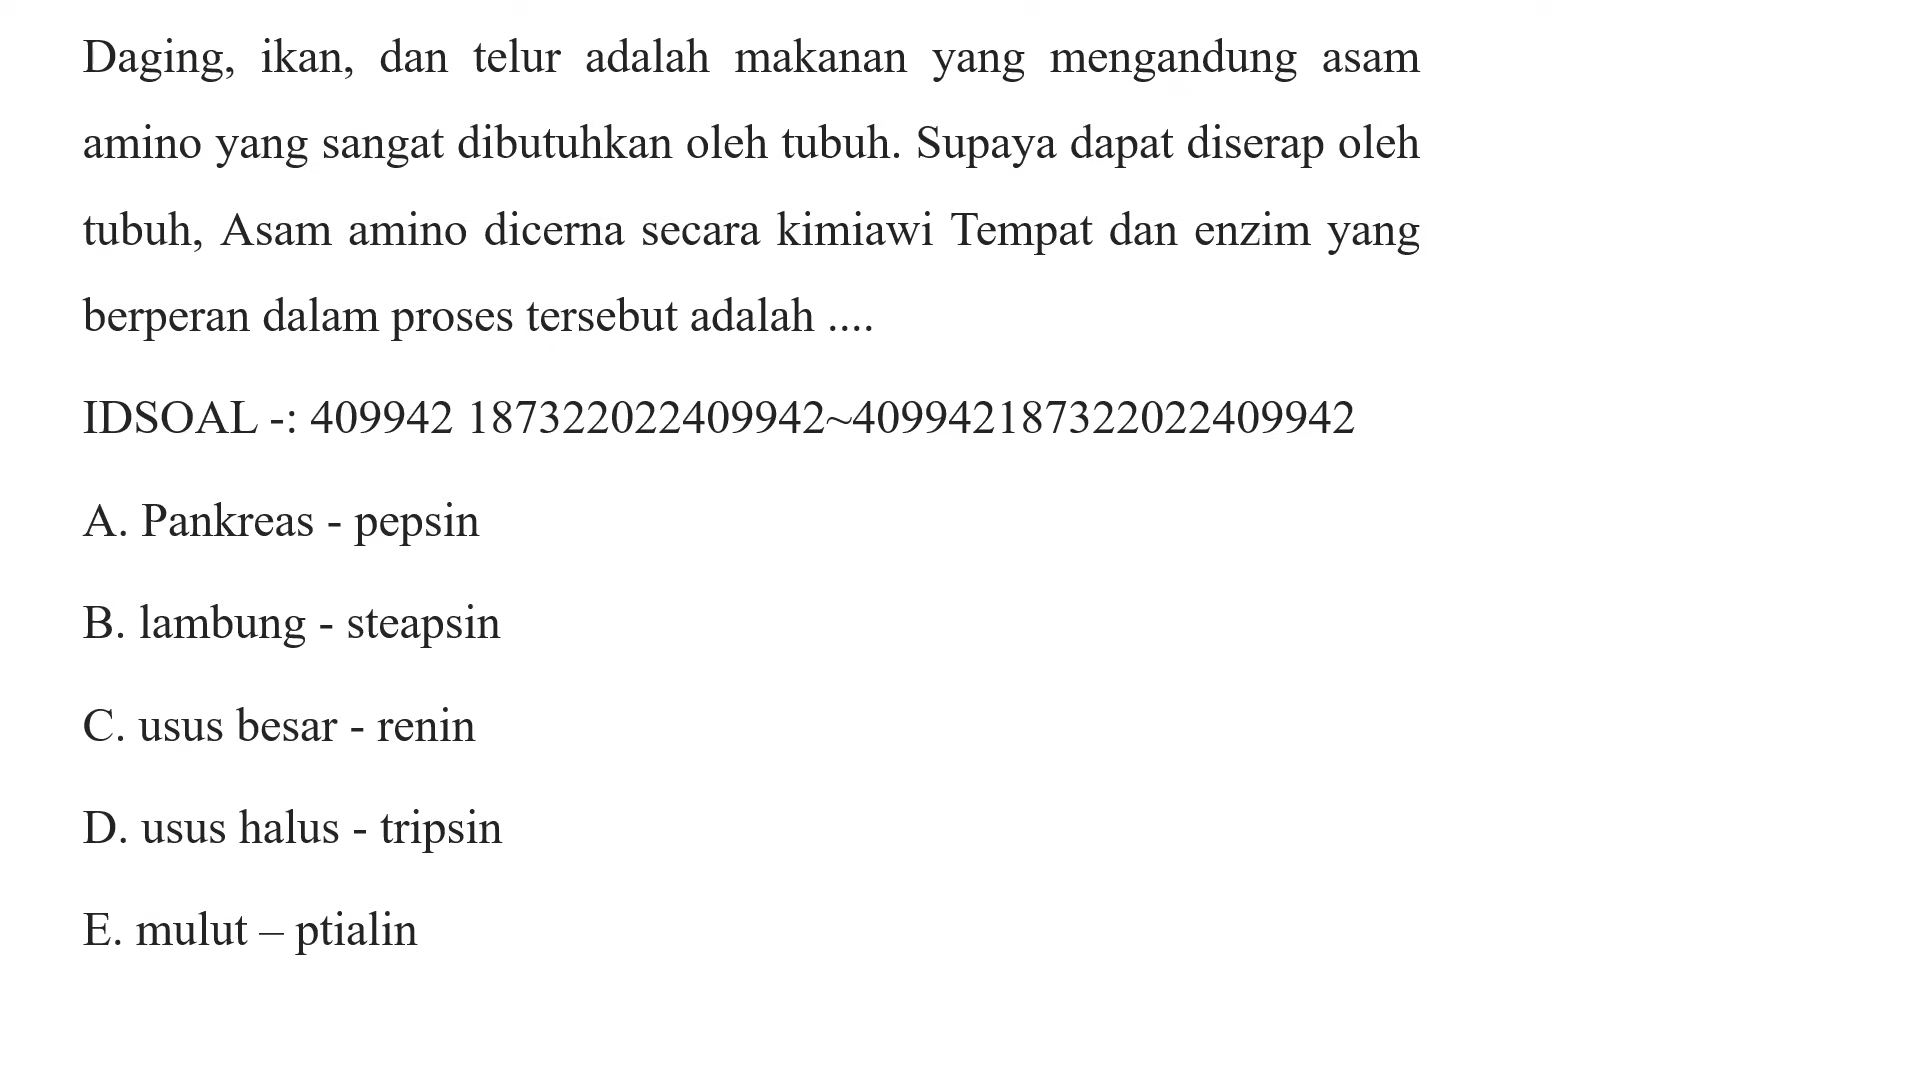 Daging, ikan, dan telur adalah makanan yang mengandung asam
amino yang sangat dibutuhkan oleh tubuh. Supaya dapat diserap oleh
tubuh, Asam amino dicerna secara kimiawi Tempat dan enzim yang
berperan dalam proses tersebut adalah ....
IDSOAL -: 409942 187322022409942~409942187322022409942
A. Pankreas - pepsin
B. lambung - steapsin
C. usus besar - renin
D. usus halus - tripsin
E. mulut – ptialin